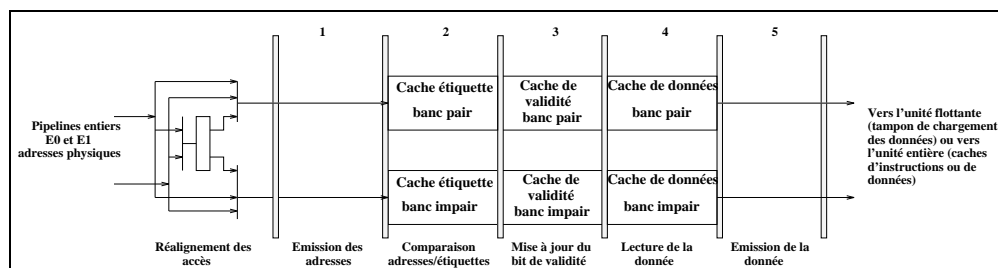 1
2
3
4
5
Pipelines entiers
E0 et E1
adresses physiques
Cache étiquette
banc pair
Cache de
validité
banc pair
Cache de données
banc pair
Cache étiquette
banc impair
Cache de
validité
banc impair
Cache de données
banc impair
Vers l'unité flottante
(tampon de chargement
des données) ou vers
l'unité entière (caches
d'instructions ou de
données)
Réalignement des
accès
Emission des
adresses
Comparaison
adresses/étiquettes
Mise à jour du
bit de validité
Lecture de la
donnée
Emission de la
donnée